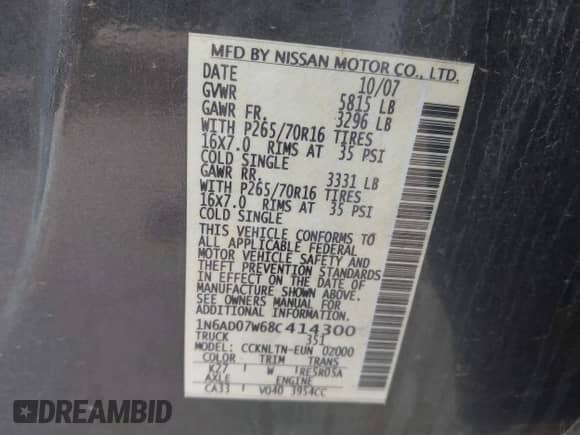 MFD BY NISSAN MOTOR CO., LTD.
DATE 10/07
GVWR 5815 LB
GAWR FR. 3296 LB
WITH P265/70R16 TIRES
16X7.0 RIMS AT 35 PSI
COLD SINGLE
GAWR RR. 3331 LB
WITH P265/70R16 TIRES
16X7.0 RIMS AT 35 PSI
COLD SINGLE
THIS VEHICLE CONFORMS TO
ALL APPLICABLE FEDERAL
MOTOR VEHICLE SAFETY AND
THEFT PREVENTION STANDARDS
IN EFFECT ON THE DATE OF
MANUFACTURE SHOWN ABOVE.
SEE OWNERS MANUAL FOR
ADDITIONAL INFORMATION.
1N6AD07W68C414300
TRUCK 351
MODEL: CCKNLTN-EUN 02000
COLOR TRIM TRANS
K27 W RE5R05A
AXLE ENGINE
CA33 VQ40 3954CC
DREAMBID